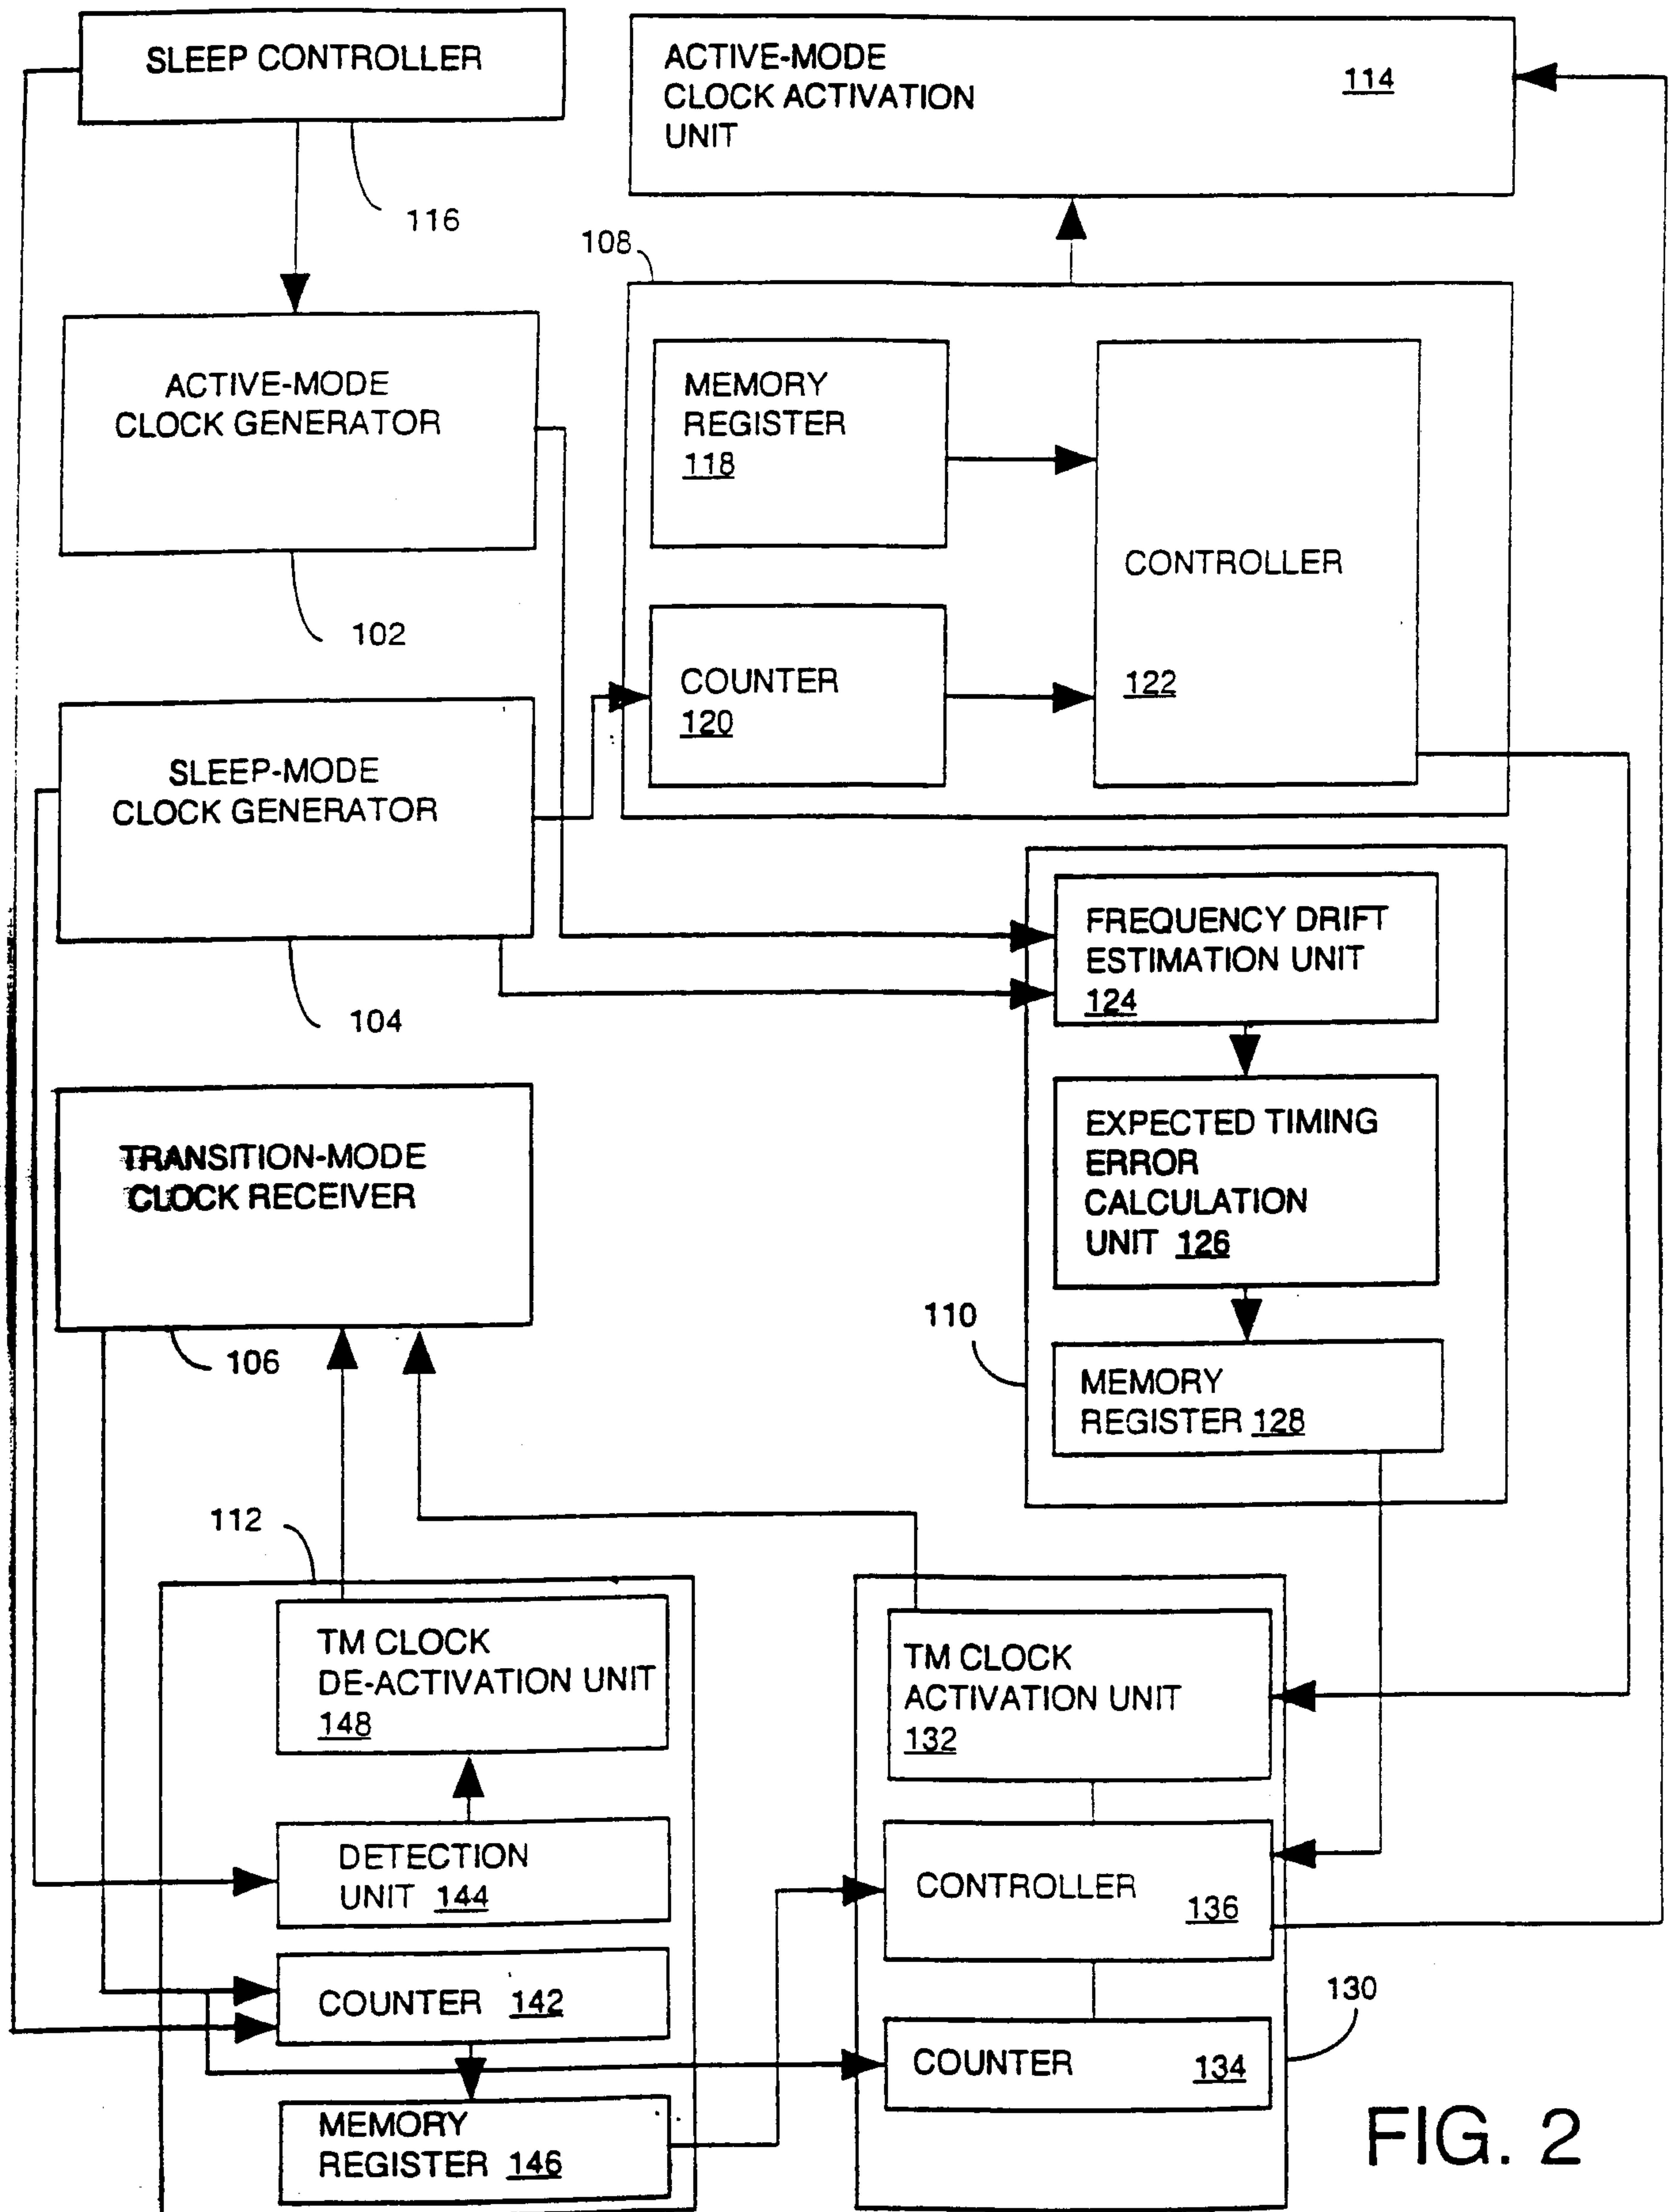 SLEEP CONTROLLER
116
ACTIVE-MODE
CLOCK ACTIVATION
UNIT
114
108
ACTIVE-MODE
CLOCK GENERATOR
102
MEMORY
REGISTER
118
CONTROLLER
122
COUNTER
120
SLEEP-MODE
CLOCK GENERATOR
104
FREQUENCY DRIFT
ESTIMATION UNIT
124
EXPECTED TIMING
ERROR
CALCULATION
UNIT 126
TRANSITION-MODE
CLOCK RECEIVER
106
110
MEMORY
REGISTER 128
112
TM CLOCK
DE-ACTIVATION UNIT
148
TM CLOCK
ACTIVATION UNIT
132
DETECTION
UNIT 144
CONTROLLER
136
COUNTER 142
130
COUNTER 134
MEMORY
REGISTER 146
FIG. 2